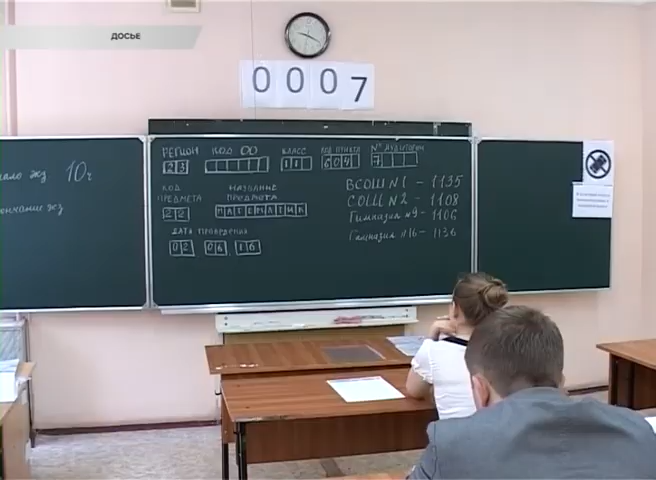 ДОСЬЕ
0007
РЕГИОН КОД ОО КЛАСС КОД ПУНКТА № АУДИТОРИИ
23 11 604 7
КОД ПРЕДМЕТА НАЗВАНИЕ ПРЕДМЕТА
22 МАТЕМАТИК
ДАТА ПРОВЕДЕНИЯ
02 06 16
ВСОШ №1 - 1135
СОШ №2 - 1108
Гимназия №9 - 1106
Гимназия №16 - 1136
10ч